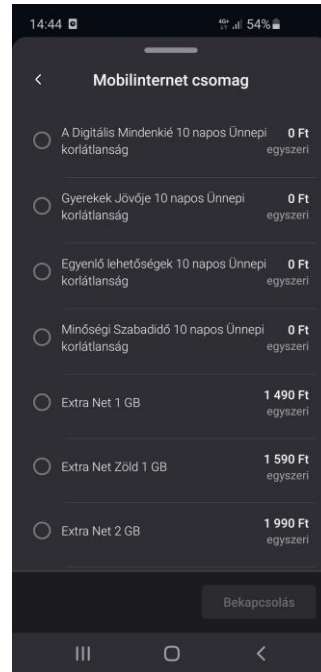 14:44 54%
Mobilinternet csomag
A Digitális Mindenkié 10 napos Ünnepi 0 Ft
korlátlanság egyszeri
Gyerekek Jövője 10 napos Ünnepi 0 Ft
korlátlanság egyszeri
Egyenlő lehetőségek 10 napos Ünnepi 0 Ft
korlátlanság egyszeri
Minőségi Szabadidő 10 napos Ünnepi 0 Ft
korlátlanság egyszeri
Extra Net 1 GB 1 490 Ft
egyszeri
Extra Net Zöld 1 GB 1 590 Ft
egyszeri
Extra Net 2 GB 1 990 Ft
egyszeri
Bekapcsolás